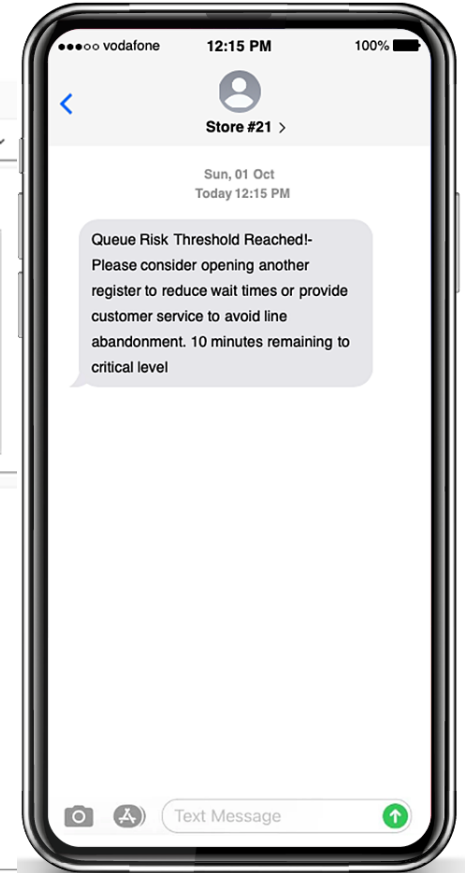 vodafone 12:15 PM 100%
Store #21 >
Sun, 01 Oct
Today 12:15 PM
Queue Risk Threshold Reached!-
Please consider opening another
register to reduce wait times or provide
customer service to avoid line
abandonment. 10 minutes remaining to
critical level
Text Message